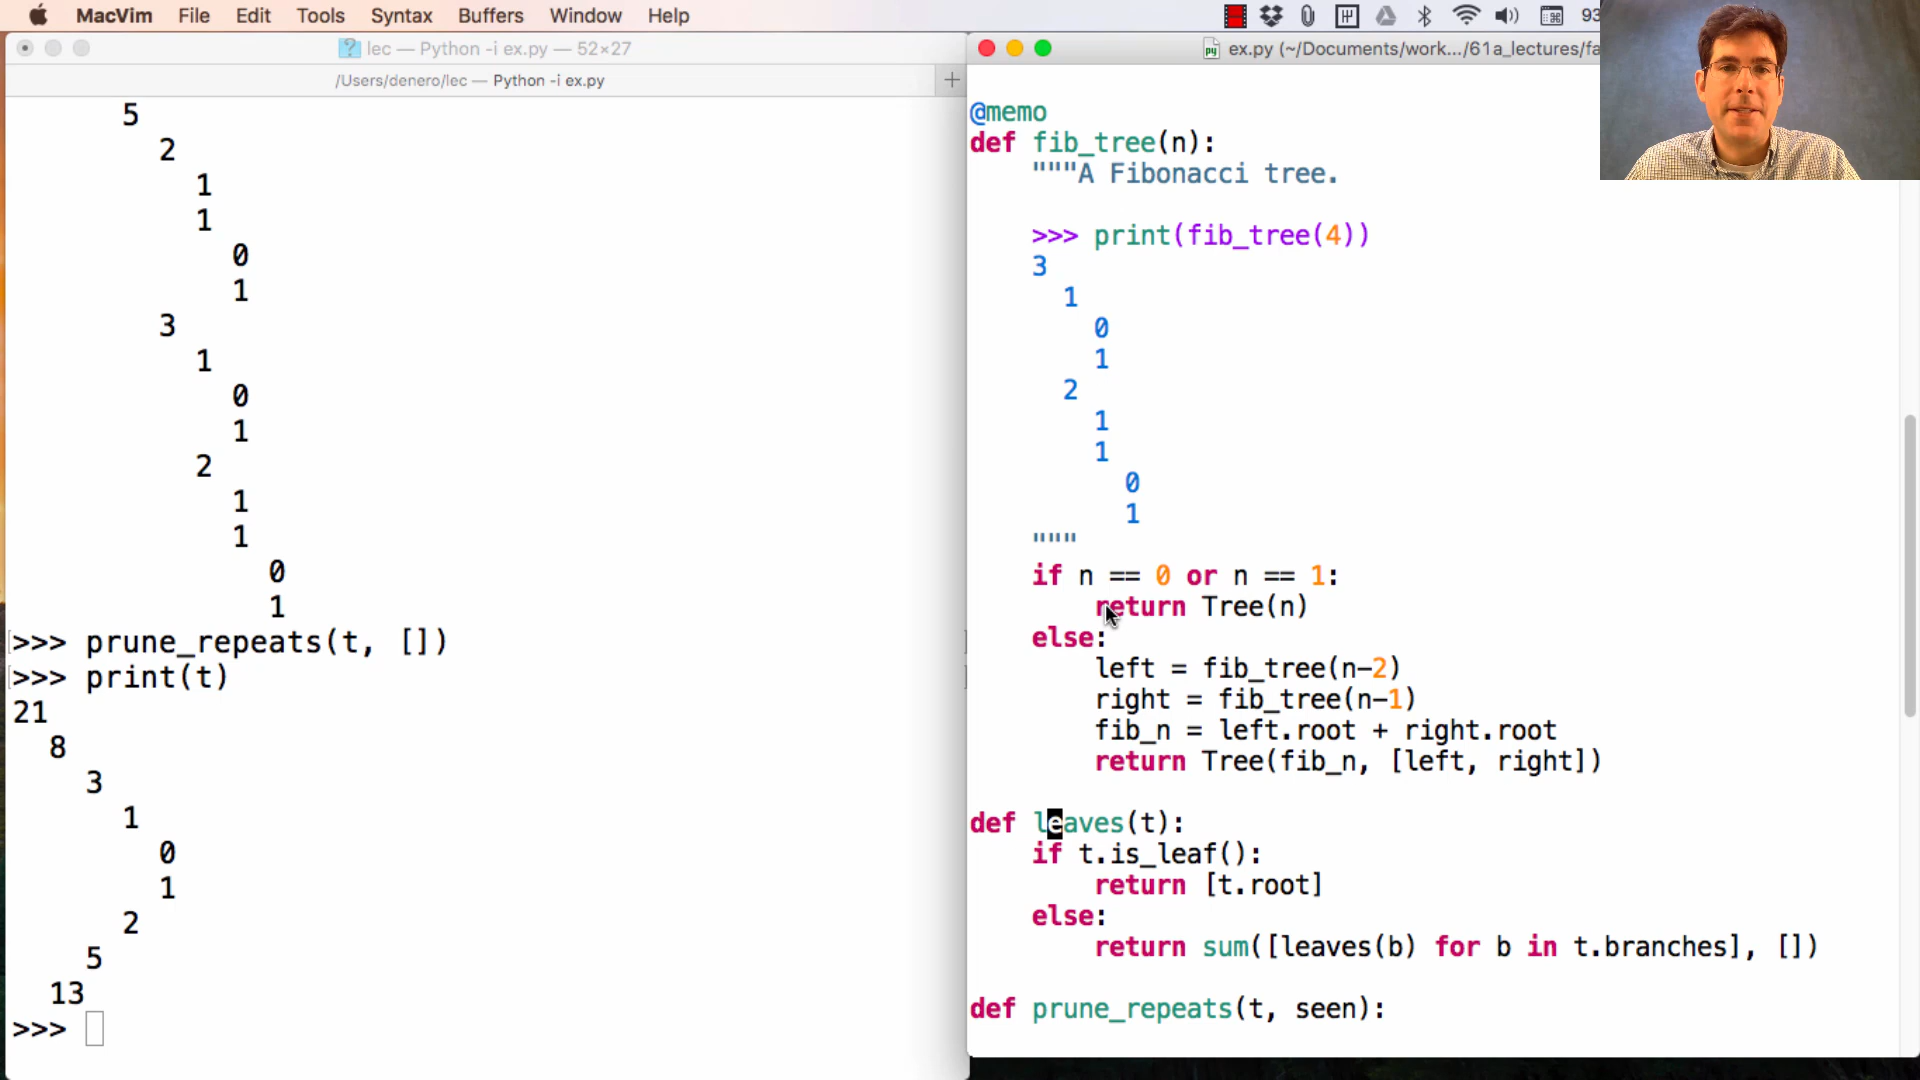 MacVim File Edit Tools Syntax Buffers Window Help
93
lec — Python -i ex.py — 52×27
/Users/denero/lec — Python -i ex.py
5
2
1
1
0
1
3
1
0
1
2
1
1
0
1
>>> prune_repeats(t, [])
>>> print(t)
21
8
3
1
0
1
2
5
13
>>>
ex.py (~/Documents/work.../61a_lectures/fa
@memo
def fib_tree(n):
"""A Fibonacci tree.
>>> print(fib_tree(4))
3
1
0
1
2
1
1
0
1
"""
if n == 0 or n == 1:
return Tree(n)
else:
left = fib_tree(n-2)
right = fib_tree(n-1)
fib_n = left.root + right.root
return Tree(fib_n, [left, right])
def leaves(t):
if t.is_leaf():
return [t.root]
else:
return sum([leaves(b) for b in t.branches], [])
def prune_repeats(t, seen):